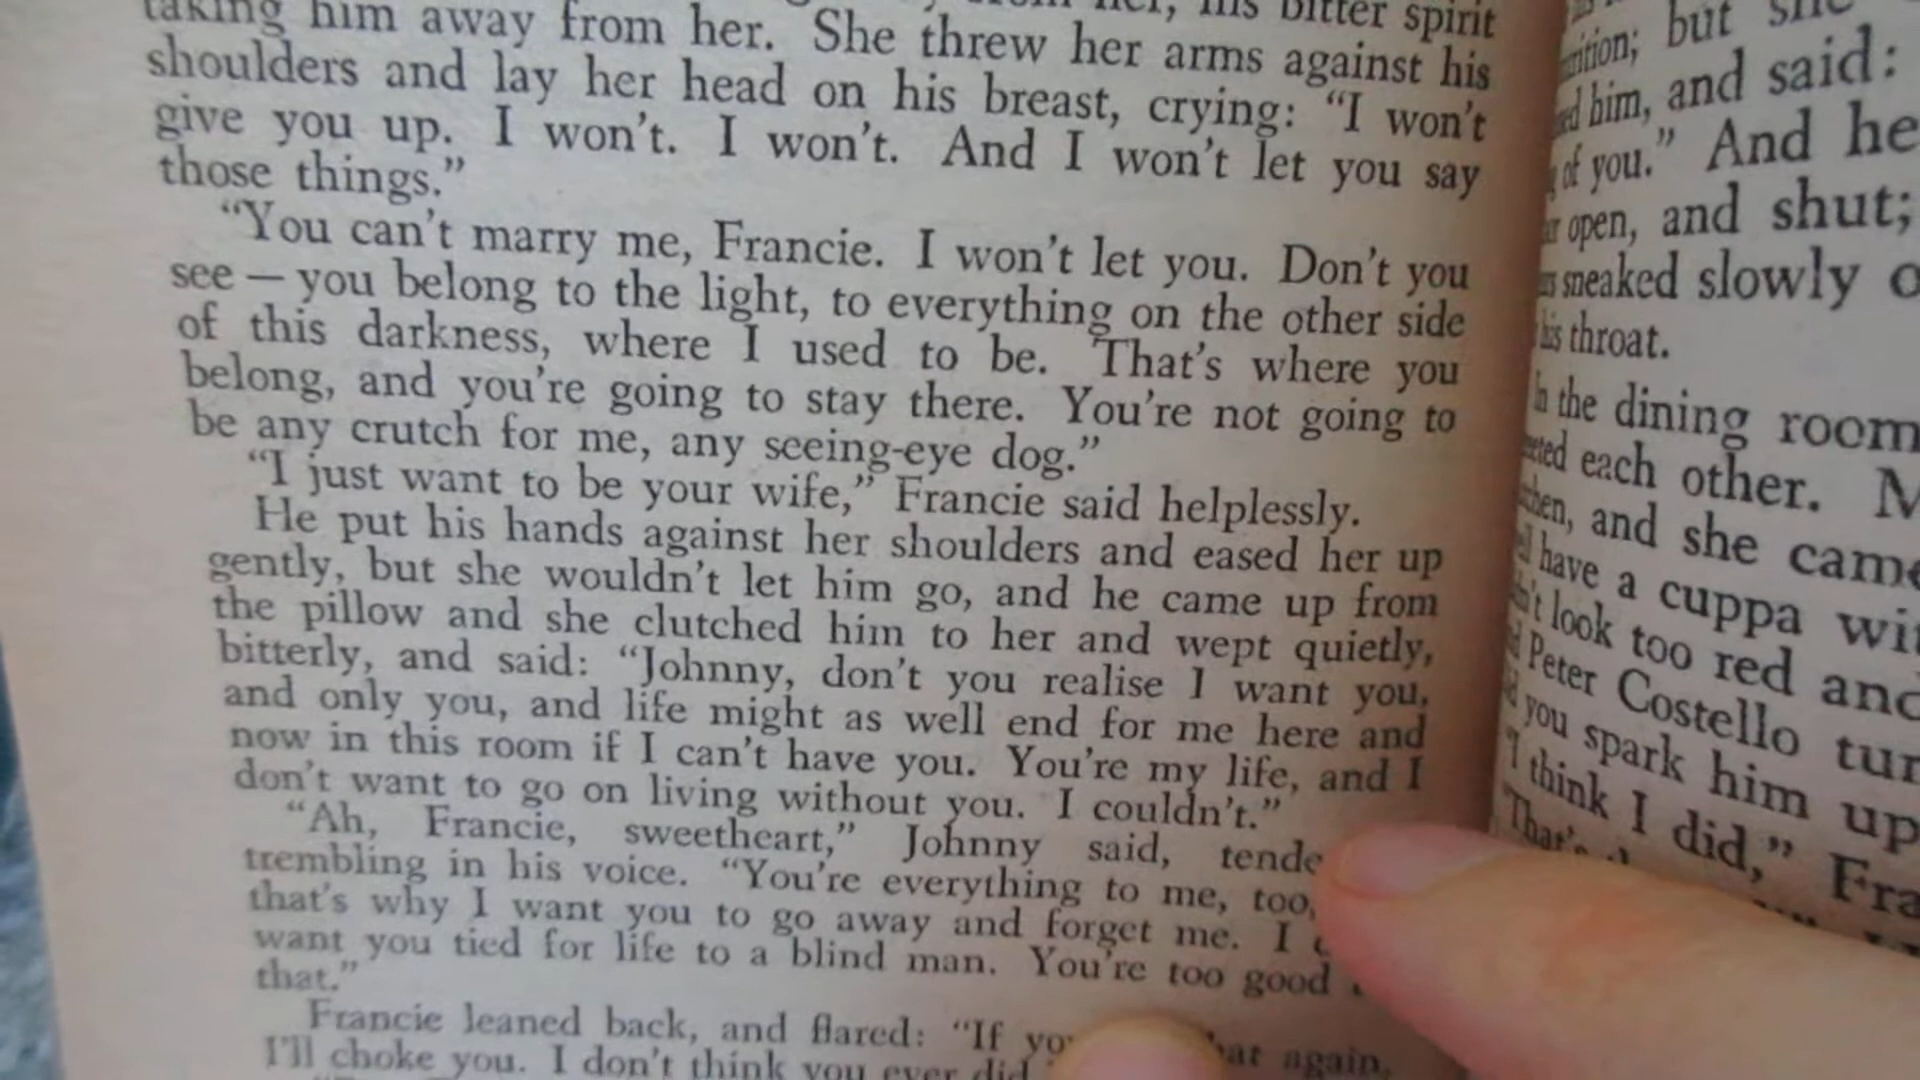 taking him away from her. She threw her arms against his
shoulders and lay her head on his breast, crying: “I won't
give you up. I won't. I won't. And I won't let you say
those things.”
“You can't marry me, Francie. I won't let you. Don't you
see — you belong to the light, to everything on the other side
of this darkness, where I used to be. That's where you
belong, and you're going to stay there. You're not going to
be any crutch for me, any seeing-eye dog.”
“I just want to be your wife,” Francie said helplessly.
He put his hands against her shoulders and eased her up
gently, but she wouldn't let him go, and he came up from
the pillow and she clutched him to her and wept quietly,
bitterly, and said: “Johnny, don't you realise I want you,
and only you, and life might as well end for me here and
now in this room if I can't have you. You're my life, and I
don't want to go on living without you. I couldn't.”
“Ah, Francie, sweetheart,” Johnny said,
trembling in his voice. “You're everything to me, too,
that's why I want you to go away and forget me. I
want you tied for life to a blind man. You're too good
that.”
Francie leaned back, and flared: “If again,
I'll choke you. I don't think you ever did
but
him, and said:
of you.” And he
open, and shut;
sneaked slowly
his throat.
In the dining room
each other.
and she came
have a cuppa
look too red and
Peter Costello
you spark him up
“I think I did,”